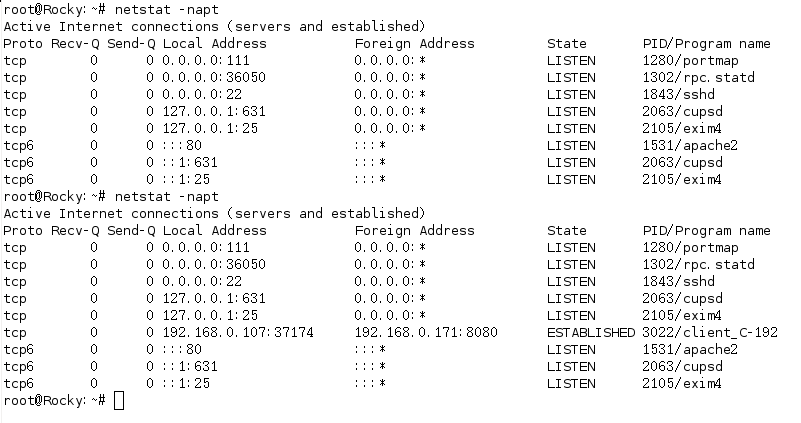 root@Rocky:~# netstat -napt
Active Internet connections (servers and established)
Proto Recv-Q Send-Q Local Address           Foreign Address         State       PID/Program name
tcp        0      0 0.0.0.0:111             0.0.0.0:*               LISTEN      1280/portmap
tcp        0      0 0.0.0.0:36050           0.0.0.0:*               LISTEN      1302/rpc.statd
tcp        0      0 0.0.0.0:22              0.0.0.0:*               LISTEN      1843/sshd
tcp        0      0 127.0.0.1:631           0.0.0.0:*               LISTEN      2063/cupsd
tcp        0      0 127.0.0.1:25            0.0.0.0:*               LISTEN      2105/exim4
tcp6       0      0 :::80                   :::*                    LISTEN      1531/apache2
tcp6       0      0 ::1:631                 :::*                    LISTEN      2063/cupsd
tcp6       0      0 ::1:25                  :::*                    LISTEN      2105/exim4
root@Rocky:~# netstat -napt
Active Internet connections (servers and established)
Proto Recv-Q Send-Q Local Address           Foreign Address         State       PID/Program name
tcp        0      0 0.0.0.0:111             0.0.0.0:*               LISTEN      1280/portmap
tcp        0      0 0.0.0.0:36050           0.0.0.0:*               LISTEN      1302/rpc.statd
tcp        0      0 0.0.0.0:22              0.0.0.0:*               LISTEN      1843/sshd
tcp        0      0 127.0.0.1:631           0.0.0.0:*               LISTEN      2063/cupsd
tcp        0      0 127.0.0.1:25            0.0.0.0:*               LISTEN      2105/exim4
tcp        0      0 192.168.0.107:37174     192.168.0.171:8080      ESTABLISHED 3022/client_C-192
tcp6       0      0 :::80                   :::*                    LISTEN      1531/apache2
tcp6       0      0 ::1:631                 :::*                    LISTEN      2063/cupsd
tcp6       0      0 ::1:25                  :::*                    LISTEN      2105/exim4
root@Rocky:~#